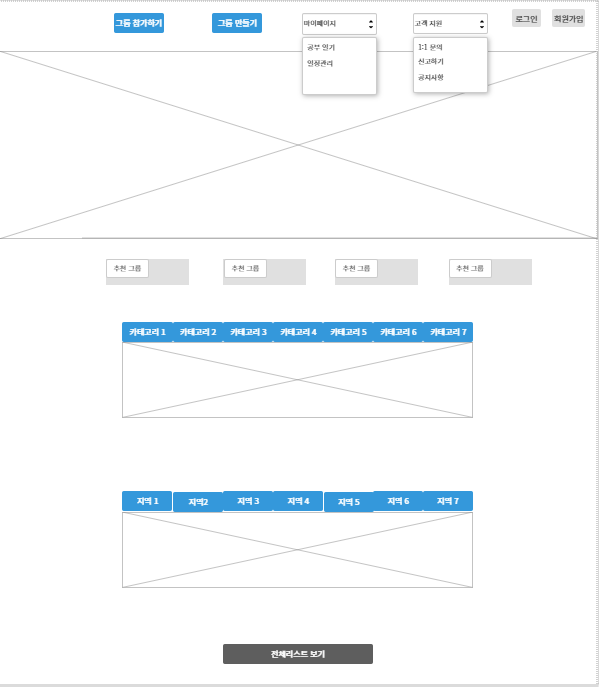 그룹 참가하기
그룹 만들기
마이페이지
고객 지원
로그인
회원가입
공부 일기
일정관리
1:1 문의
신고하기
공지사항
추천 그룹
추천 그룹
추천 그룹
추천 그룹
카테고리 1
카테고리 2
카테고리 3
카테고리 4
카테고리 5
카테고리 6
카테고리 7
지역 1
지역2
지역 3
지역 4
지역 5
지역 6
지역 7
전체리스트 보기